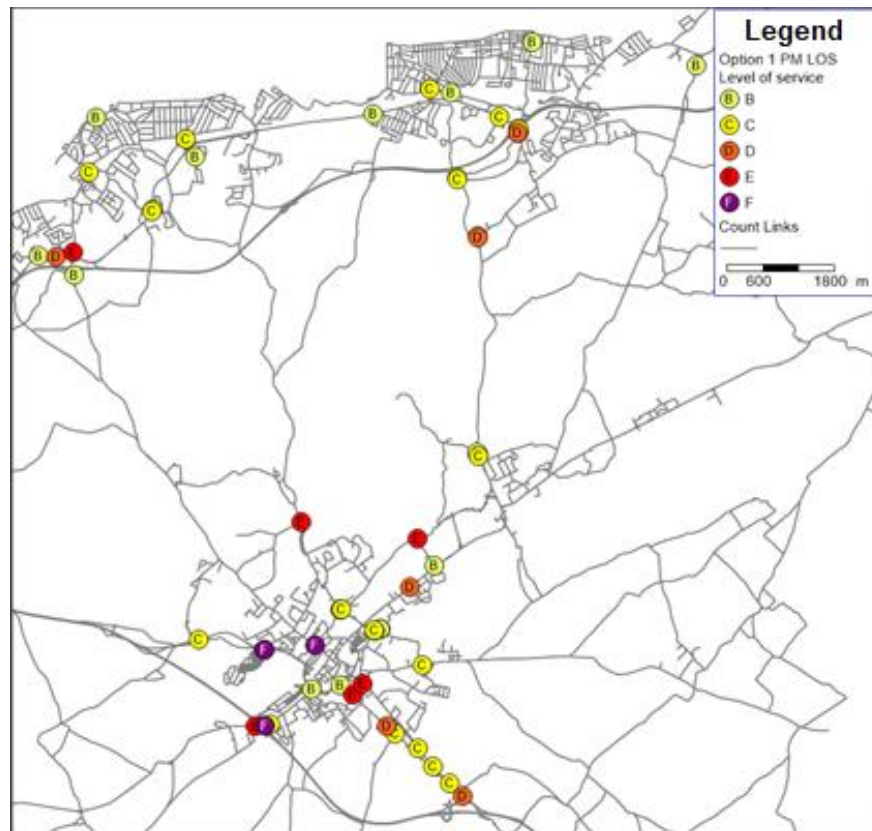 Legend
Option 1 PM LOS
Level of service
B B
C C
D D
E E
F F
Count Links
0 600 1800 m
B
B
C B
B B C
D
C
B
C
C
C
D
B D E
B
C
E
E
B
D
C
C
C
F F
C
B B E
E
F D
C
C
C
C
D